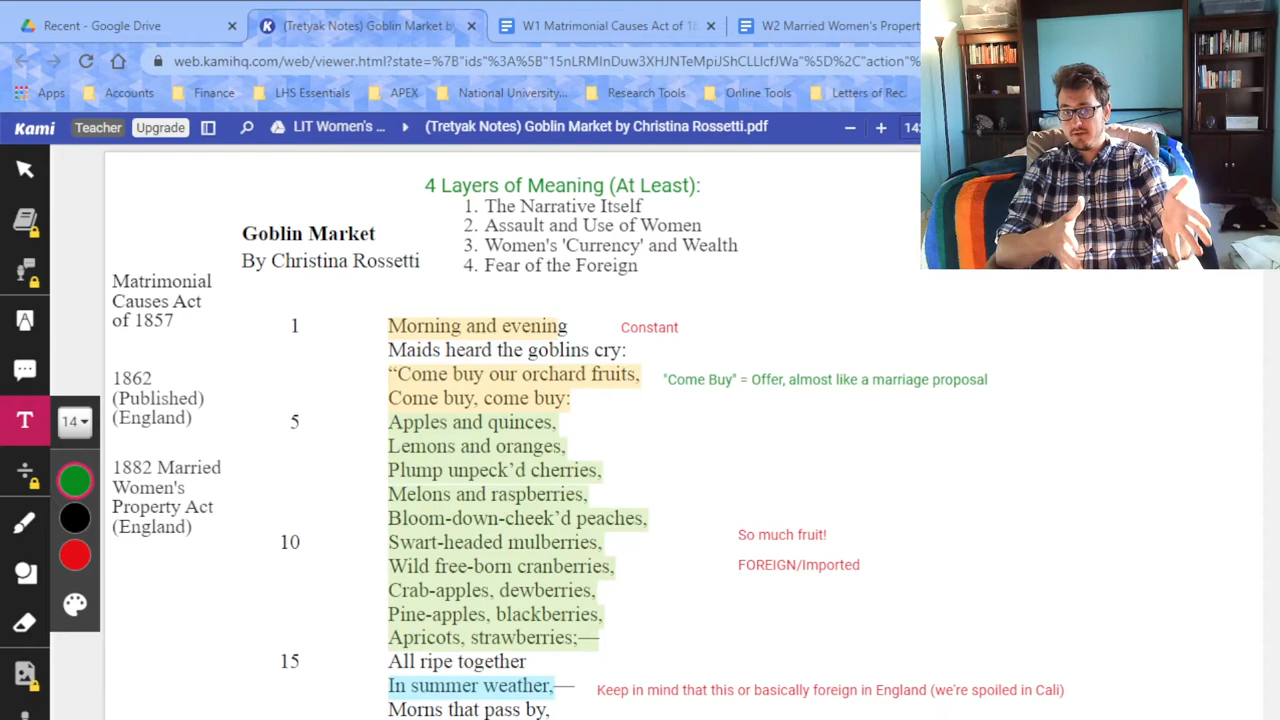 Recent - Google Drive
(Tretyak Notes) Goblin Market by
W1 Matrimonial Causes Act of 18
W2 Married Women's Property
web.kamihq.com/web/viewer.html?state=%7B"ids"%3A%5B"15nLRMInDuw3XHJNTeMpiJShCLLIcfJWa"%5D%2C"action"
Apps
Accounts
Finance
LHS Essentials
APEX
National University...
Research Tools
Online Tools
Letters of Rec.
Kami
Teacher
Upgrade
LIT Women's ...
(Tretyak Notes) Goblin Market by Christina Rossetti.pdf
4 Layers of Meaning (At Least):
1. The Narrative Itself
2. Assault and Use of Women
3. Women's 'Currency' and Wealth
4. Fear of the Foreign
Goblin Market
By Christina Rossetti
Matrimonial
Causes Act
of 1857
1862
(Published)
(England)
1882 Married
Women's
Property Act
(England)
T
14
1 Morning and evening Constant
Maids heard the goblins cry:
“Come buy our orchard fruits, "Come Buy" = Offer, almost like a marriage proposal
Come buy, come buy:
5 Apples and quinces,
Lemons and oranges,
Plump unpeck’d cherries,
Melons and raspberries,
Bloom-down-cheek’d peaches,
10 Swart-headed mulberries, So much fruit!
Wild free-born cranberries, FOREIGN/Imported
Crab-apples, dewberries,
Pine-apples, blackberries,
Apricots, strawberries;—
15 All ripe together
In summer weather,— Keep in mind that this or basically foreign in England (we're spoiled in Cali)
Morns that pass by,